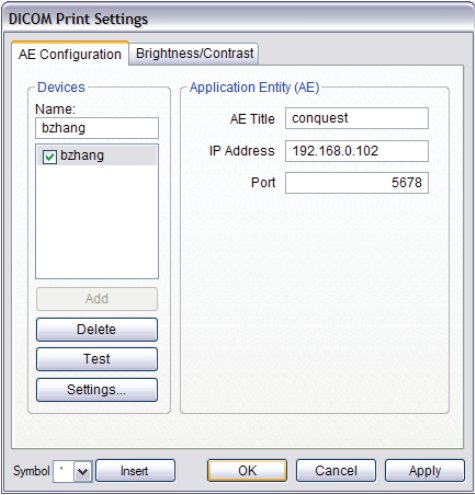 DICOM Print Settings
AE Configuration Brightness/Contrast
Devices
Name:
bzhang
bzhang
Add
Delete
Test
Settings...
Application Entity (AE)
AE Title conquest
IP Address 192.168.0.102
Port 5678
Symbol ' Insert OK Cancel Apply